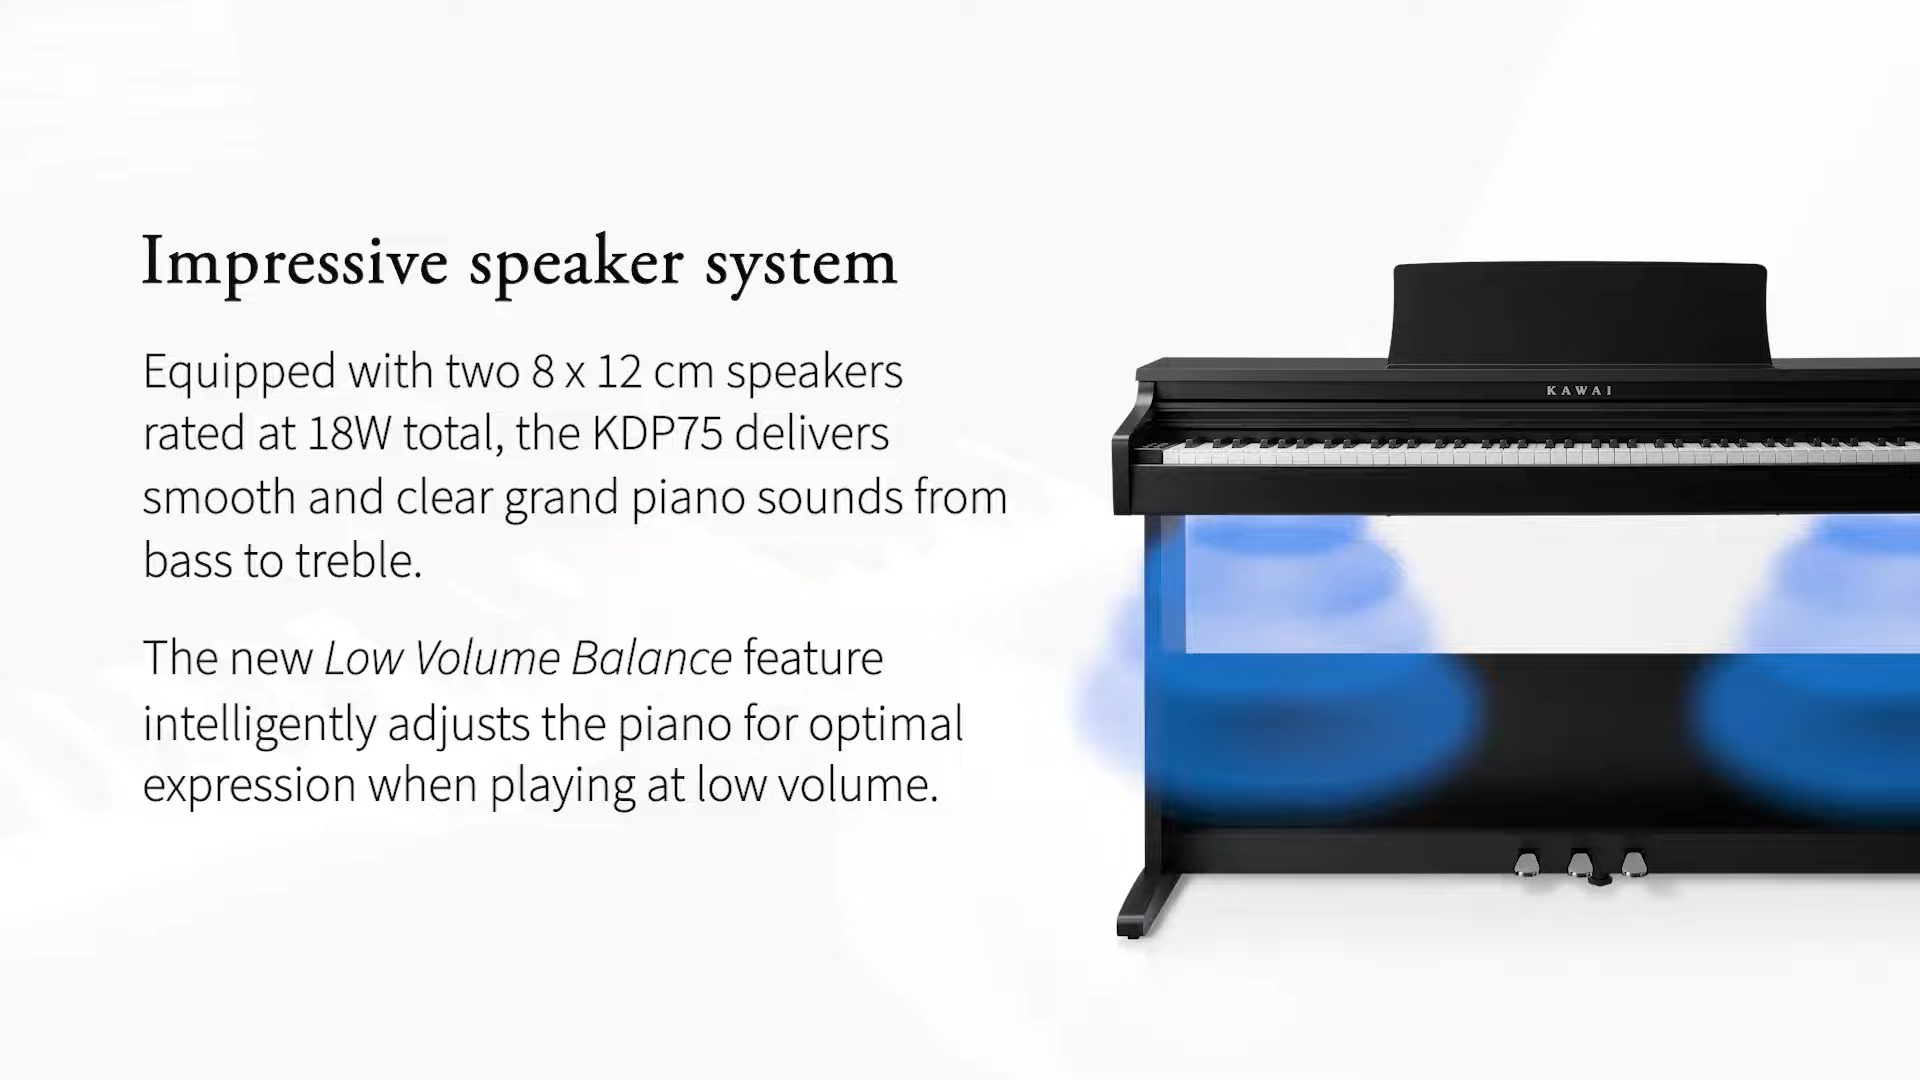 Impressive speaker system
Equipped with two 8 x 12 cm speakers
rated at 18W total, the KDP75 delivers
smooth and clear grand piano sounds from
bass to treble.
The new Low Volume Balance feature
intelligently adjusts the piano for optimal
expression when playing at low volume.
KAWAI